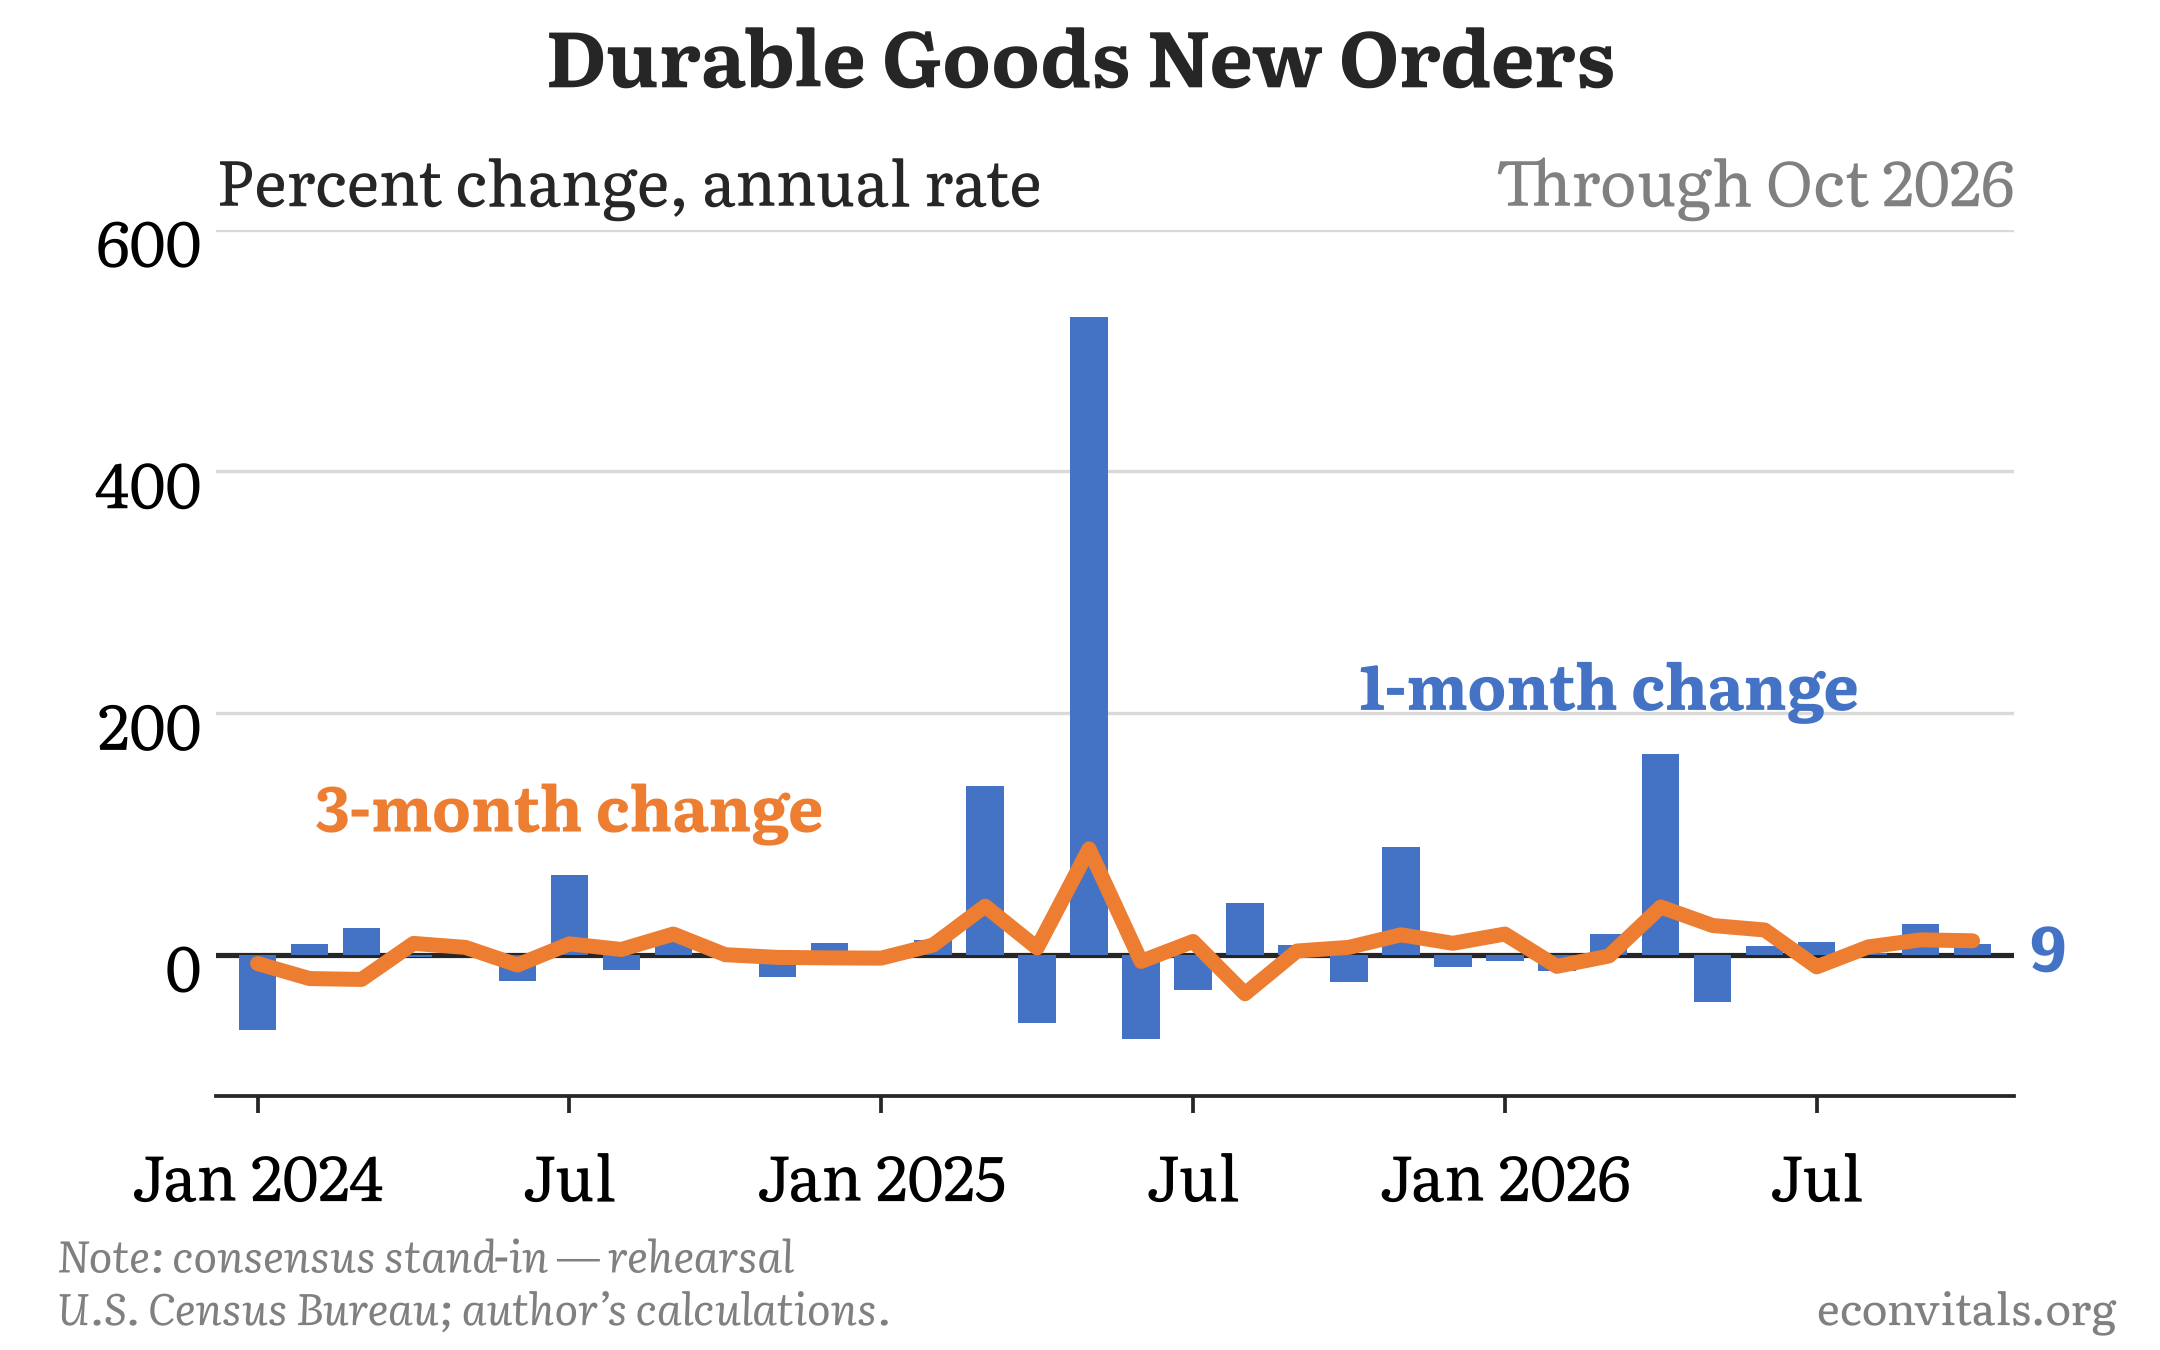 Durable Goods New Orders
Percent change, annual rate
Through Oct 2026
600
400
200
0
1-month change
3-month change
9
Jan 2024
Jul
Jan 2025
Jul
Jan 2026
Jul
Note: consensus stand-in — rehearsal
U.S. Census Bureau; author’s calculations.
econvitals.org